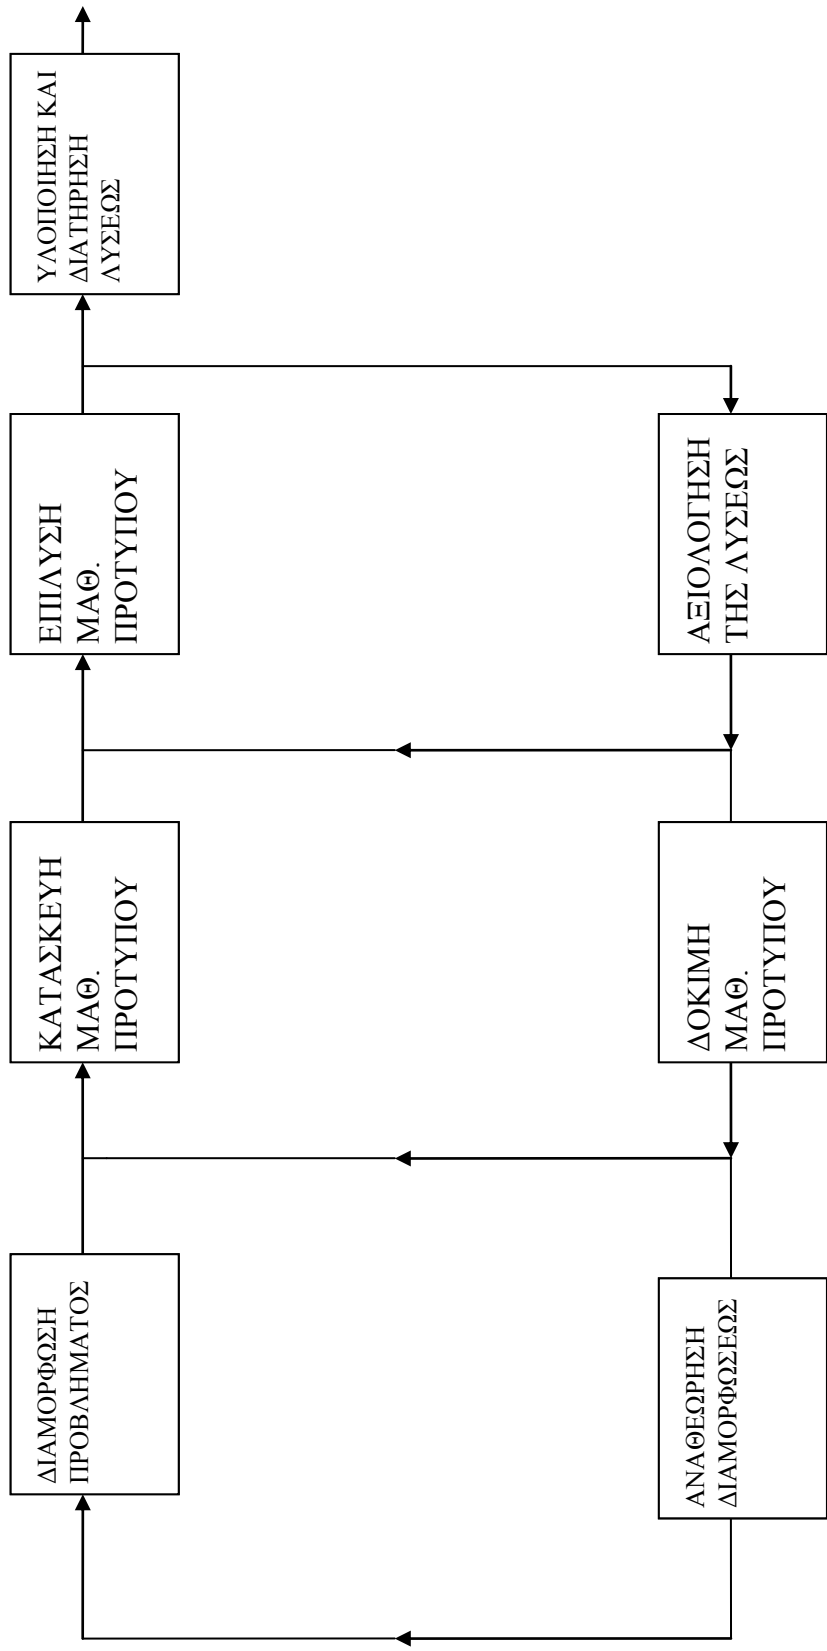 ΔΙΑΜΟΡΦΩΣΗ
ΠΡΟΒΛΗΜΑΤΟΣ
ΚΑΤΑΣΚΕΥΗ
ΜΑΘ.
ΠΡΟΤΥΠΟΥ
ΕΠΙΛΥΣΗ
ΜΑΘ.
ΠΡΟΤΥΠΟΥ
ΥΛΟΠΟΙΗΣΗ ΚΑΙ
ΔΙΑΤΗΡΗΣΗ
ΛΥΣΕΩΣ
ΑΝΑΘΕΩΡΗΣΗ
ΔΙΑΜΟΡΦΩΣΕΩΣ
ΔΟΚΙΜΗ
ΜΑΘ.
ΠΡΟΤΥΠΟΥ
ΑΞΙΟΛΟΓΗΣΗ
ΤΗΣ ΛΥΣΕΩΣ